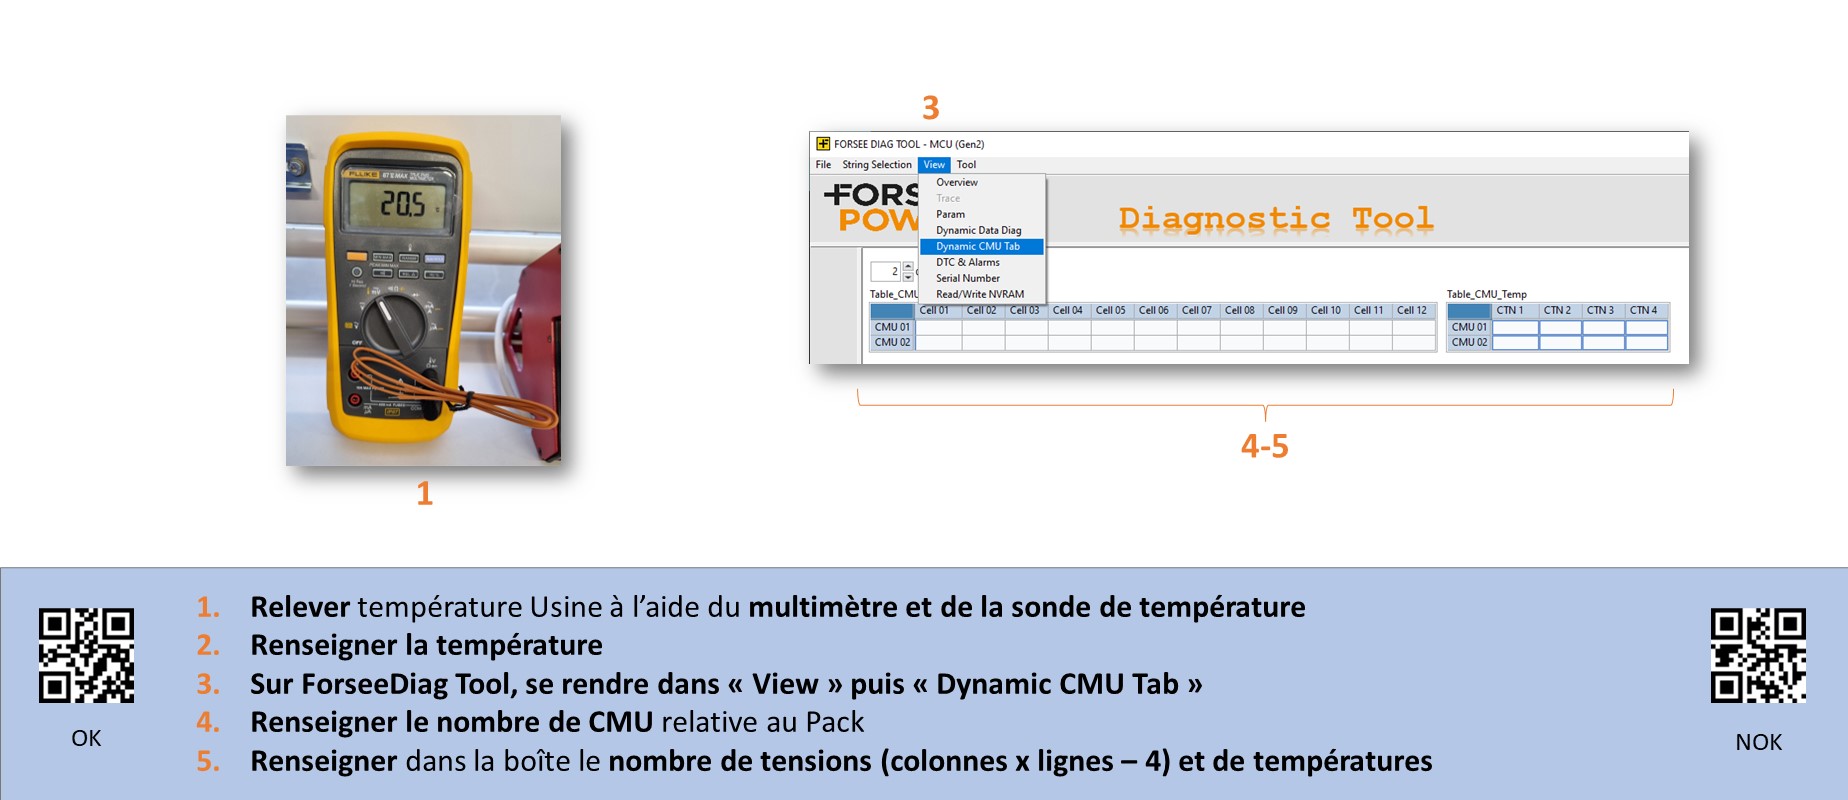 3
FORSEE DIAG TOOL - MCU (Gen2)
File String Selection View Tool
Overview
Trace
Param
Dynamic Data Diag
Dynamic CMU Tab
DTC & Alarms
Serial Number
Read/Write NVRAM
FORS
POW
Diagnostic Tool
2
Table_CMU
Cell 01 Cell 02 Cell 03 Cell 04 Cell 05 Cell 06 Cell 07 Cell 08 Cell 09 Cell 10 Cell 11 Cell 12
CMU 01
CMU 02
Table_CMU_Temp
CTN 1 CTN 2 CTN 3 CTN 4
CMU 01
CMU 02
4-5
FLUKE 87 V MAX
20.5
OFF
1
OK
1. Relever température Usine à l’aide du multimètre et de la sonde de température
2. Renseigner la température
3. Sur ForseeDiag Tool, se rendre dans « View » puis « Dynamic CMU Tab »
4. Renseigner le nombre de CMU relative au Pack
5. Renseigner dans la boîte le nombre de tensions (colonnes x lignes – 4) et de températures
NOK